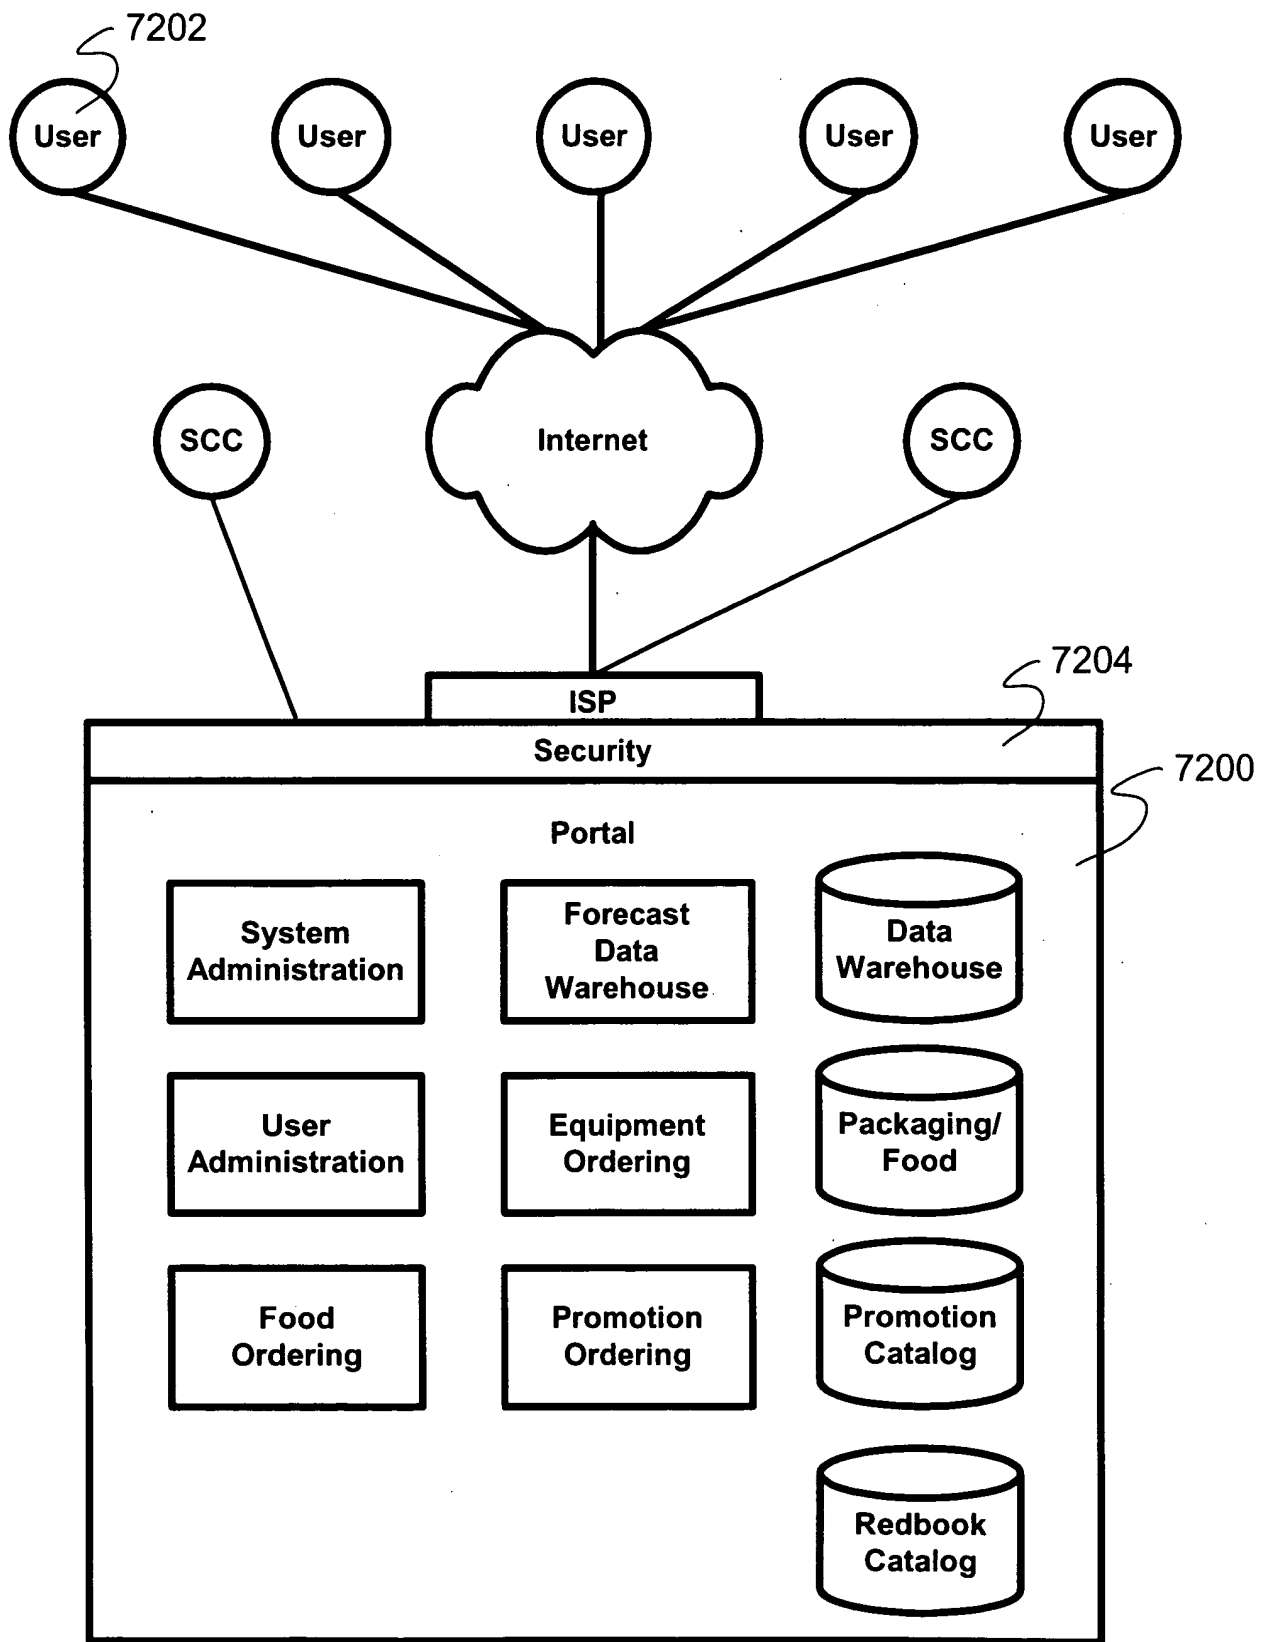 7202
User
User
User
User
User
SCC
Internet
SCC
7204
ISP
Security
7200
Portal
System
Administration
Forecast
Data
Warehouse
Data
Warehouse
User
Administration
Equipment
Ordering
Packaging/
Food
Food
Ordering
Promotion
Ordering
Promotion
Catalog
Redbook
Catalog